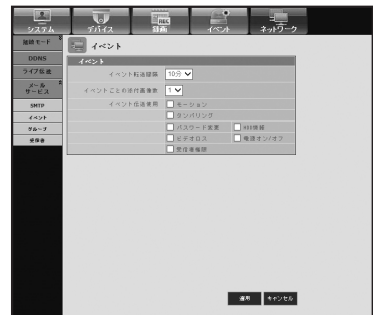 システム デバイス 録画 イベント ネットワーク
接続モード
DDNS
ライブ伝送
メールサービス
SMTP
イベント
グループ
受信者
イベント
イベント
イベント転送間隔 10分
イベントごとの添付画像数 1
イベント伝送使用 モーション
タンパリング
パスワード変更 HDD情報
ビデオロス 電源オン/オフ
受信者権限
適用 キャンセル